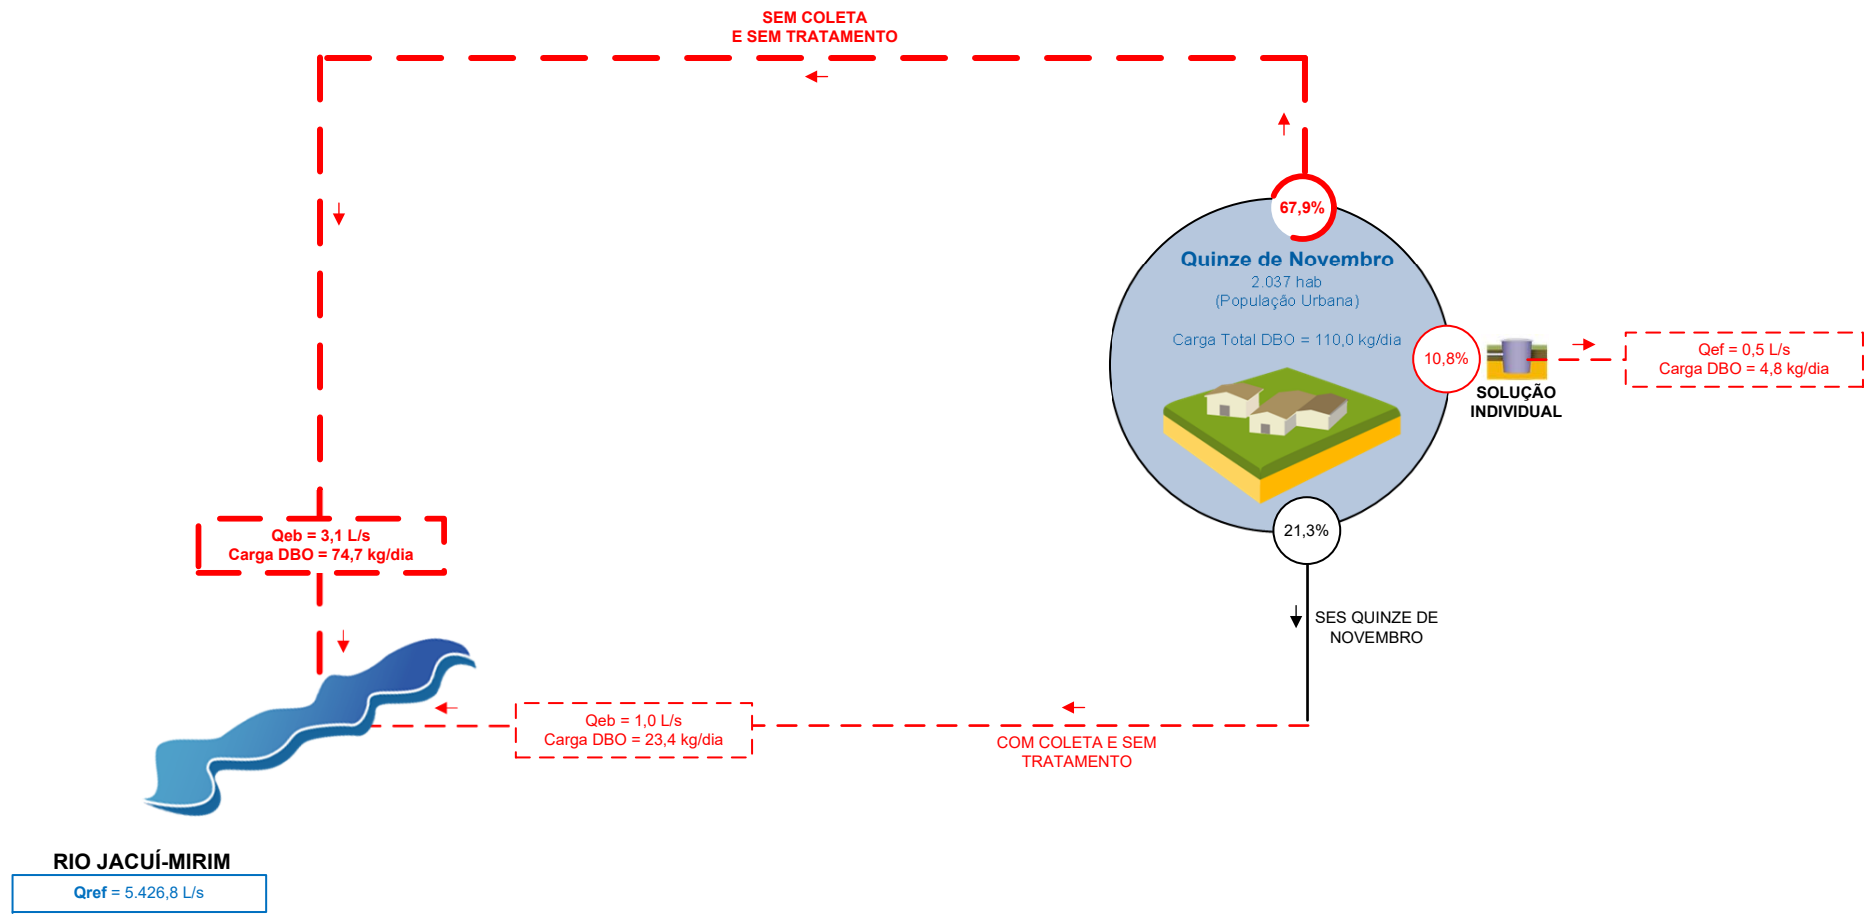 SEM COLETA
E SEM TRATAMENTO
67,9%
Quinze de Novembro
2.037 hab
(População Urbana)
Carga Total DBO = 110,0 kg/dia
10,8%
SOLUÇÃO
INDIVIDUAL
Qef = 0,5 L/s
Carga DBO = 4,8 kg/dia
21,3%
SES QUINZE DE
NOVEMBRO
Qeb = 3,1 L/s
Carga DBO = 74,7 kg/dia
Qeb = 1,0 L/s
Carga DBO = 23,4 kg/dia
COM COLETA E SEM
TRATAMENTO
RIO JACUÍ-MIRIM
Qref = 5.426,8 L/s